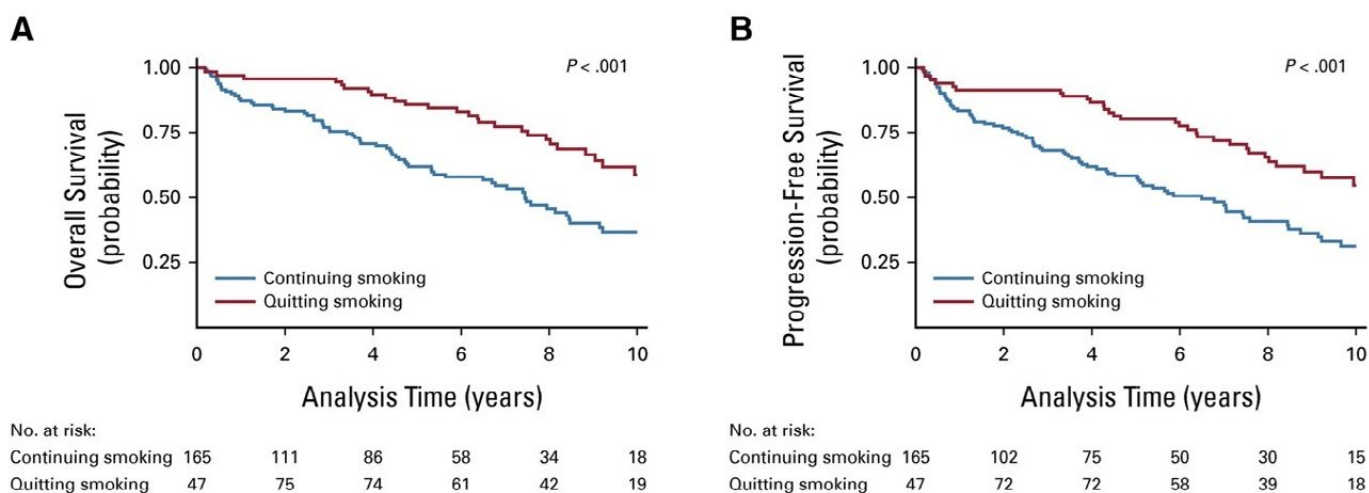 A
1.00
0.75
0.50
0.25
Overall Survival
(probability)
P < .001
Continuing smoking
Quitting smoking
0 2 4 6 8 10
Analysis Time (years)
No. at risk:
Continuing smoking 165 111 86 58 34 18
Quitting smoking 47 75 74 61 42 19
B
1.00
0.75
0.50
0.25
Progression-Free Survival
(probability)
P < .001
Continuing smoking
Quitting smoking
0 2 4 6 8 10
Analysis Time (years)
No. at risk:
Continuing smoking 165 102 75 50 30 15
Quitting smoking 47 72 72 58 39 18